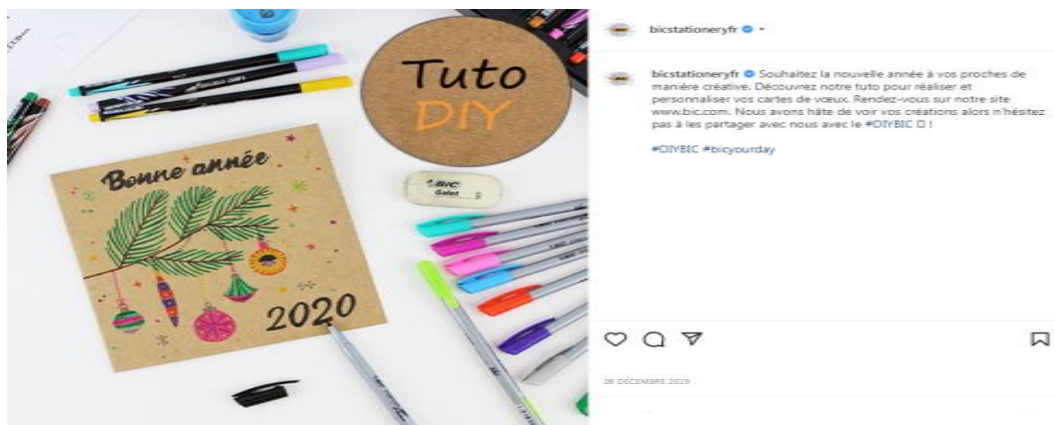 Tuto
DIY
Bonne année
BIC
Galet
2020
bicstationeryfr
bicstationeryfr Souhaitez la nouvelle année à vos proches de
manière créative. Découvrez notre tuto pour réaliser et
personnaliser vos cartes de vœux. Rendez-vous sur notre site
www.bic.com. Nous avons hâte de voir vos créations alors n'hésitez
pas à les partager avec nous avec le #DIYBIC !
#DIYBIC #bicyourday
26 DÉCEMBRE 2019